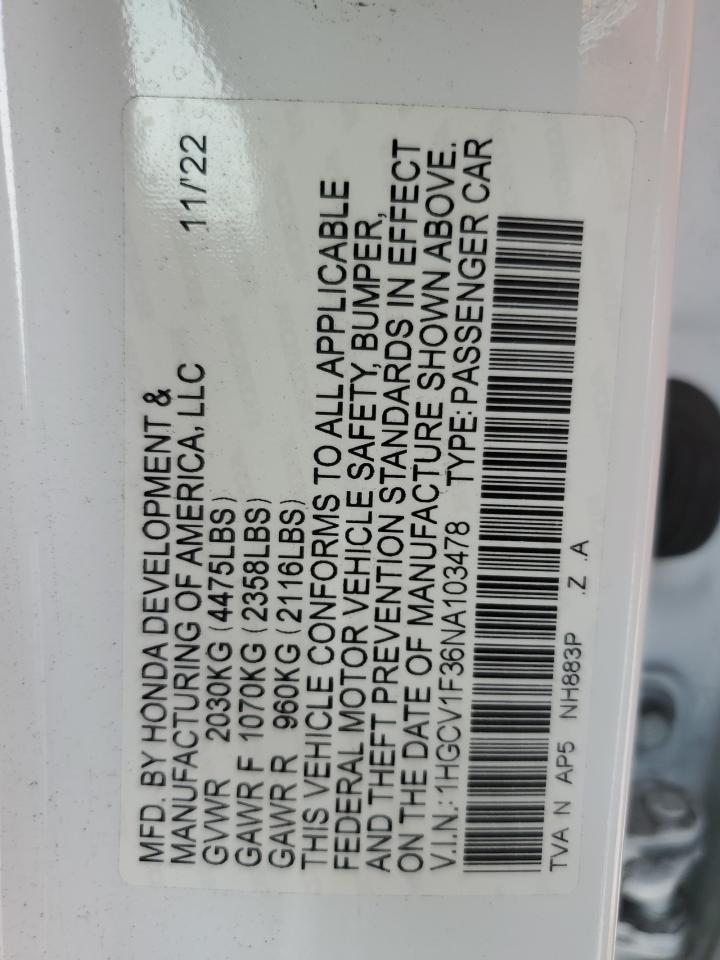 MFD. BY HONDA DEVELOPMENT &
MANUFACTURING OF AMERICA, LLC 11/'22
GVWR 2030KG (4475LBS)
GAWR F 1070KG (2358LBS)
GAWR R 960KG (2116LBS)
THIS VEHICLE CONFORMS TO ALL APPLICABLE
FEDERAL MOTOR VEHICLE SAFETY, BUMPER,
AND THEFT PREVENTION STANDARDS IN EFFECT
ON THE DATE OF MANUFACTURE SHOWN ABOVE.
V.I.N.: 1HGCV1F36NA103478 TYPE: PASSENGER CAR
TVA N AP5 NH883P .Z .A